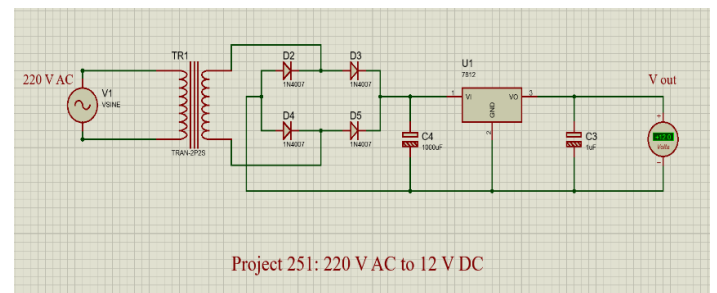 TR1
TRAN-2P2S
220 V AC
V1
VSINE
D2
1N4007
D3
1N4007
D4
1N4007
D5
1N4007
C4
1000uF
U1
7812
1
VI
VO
3
GND
2
C3
1uF
V out
+
+12.0
Volts
−
Project 251: 220 V AC to 12 V DC